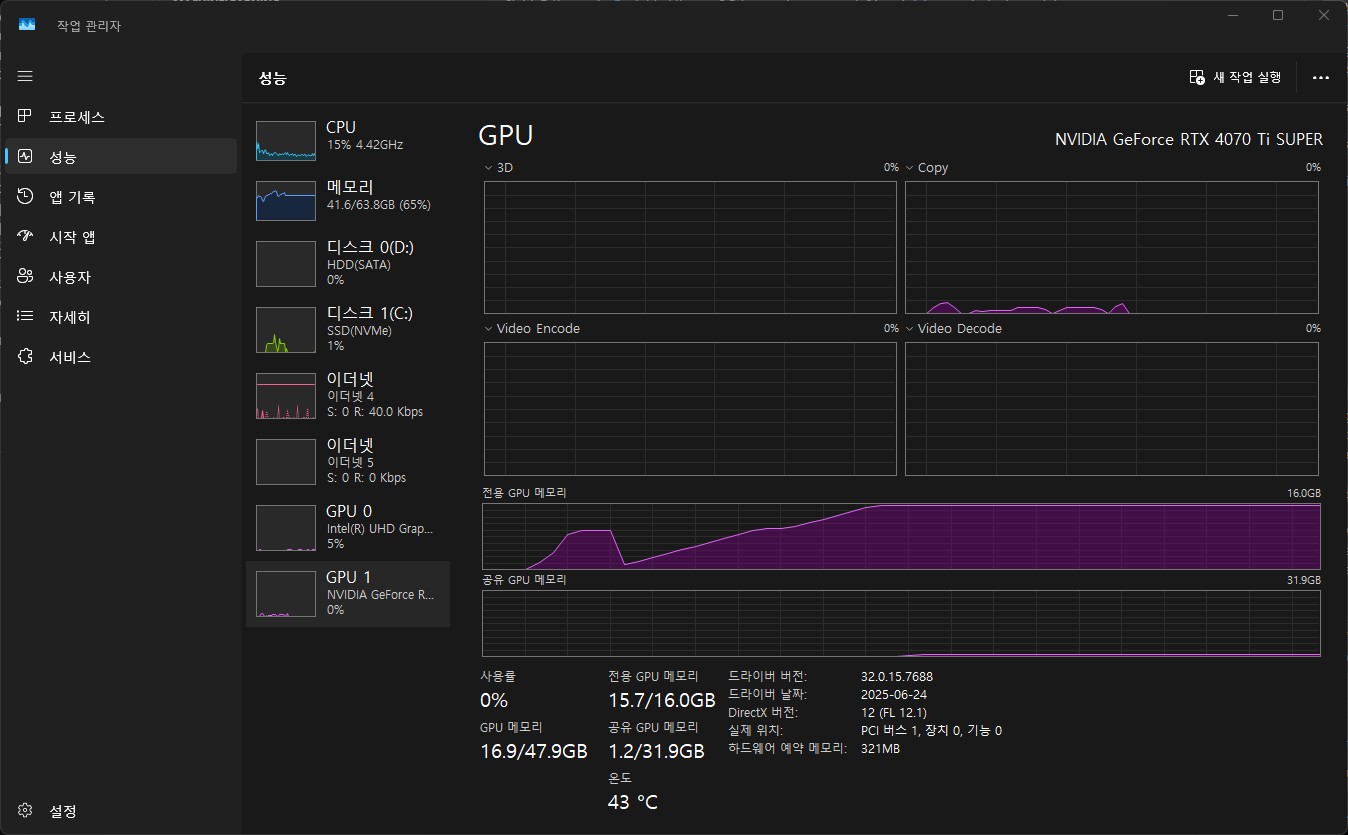 작업 관리자
성능
새 작업 실행
프로세스
성능
앱 기록
시작 앱
사용자
자세히
서비스
설정
CPU
15% 4.42GHz
메모리
41.6/63.8GB (65%)
디스크 0(D:)
HDD(SATA)
0%
디스크 1(C:)
SSD(NVMe)
1%
이더넷
이더넷 4
S: 0 R: 40.0 Kbps
이더넷
이더넷 5
S: 0 R: 0 Kbps
GPU 0
Intel(R) UHD Grap...
5%
GPU 1
NVIDIA GeForce R...
0%
GPU
NVIDIA GeForce RTX 4070 Ti SUPER
3D 0%
Copy 0%
Video Encode 0%
Video Decode 0%
전용 GPU 메모리 16.0GB
공유 GPU 메모리 31.9GB
사용률
0%
전용 GPU 메모리
15.7/16.0GB
GPU 메모리
16.9/47.9GB
공유 GPU 메모리
1.2/31.9GB
온도
43 °C
드라이버 버전: 32.0.15.7688
드라이버 날짜: 2025-06-24
DirectX 버전: 12 (FL 12.1)
실제 위치: PCI 버스 1, 장치 0, 기능 0
하드웨어 예약 메모리: 321MB